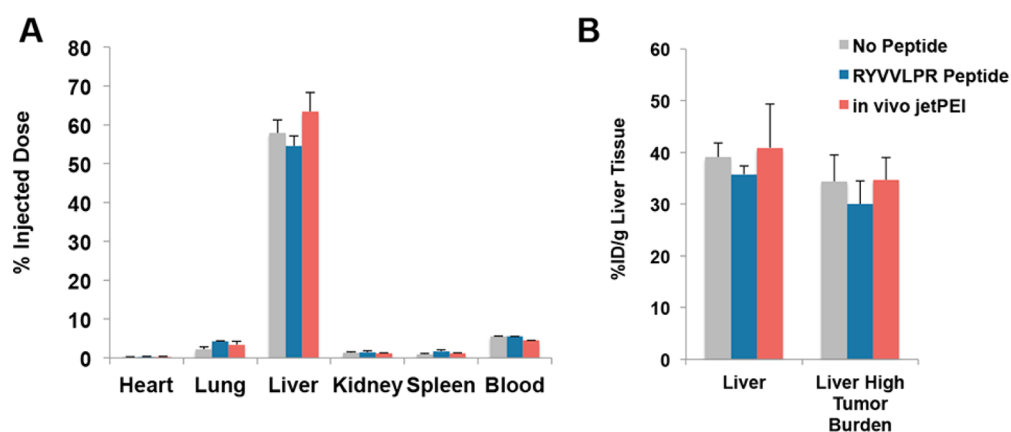 A
% Injected Dose
80
70
60
50
40
30
20
10
0
Heart Lung Liver Kidney Spleen Blood
B
%ID/g Liver Tissue
60
50
40
30
20
10
0
No Peptide
RYVVLPR Peptide
in vivo jetPEI
Liver
Liver High
Tumor
Burden